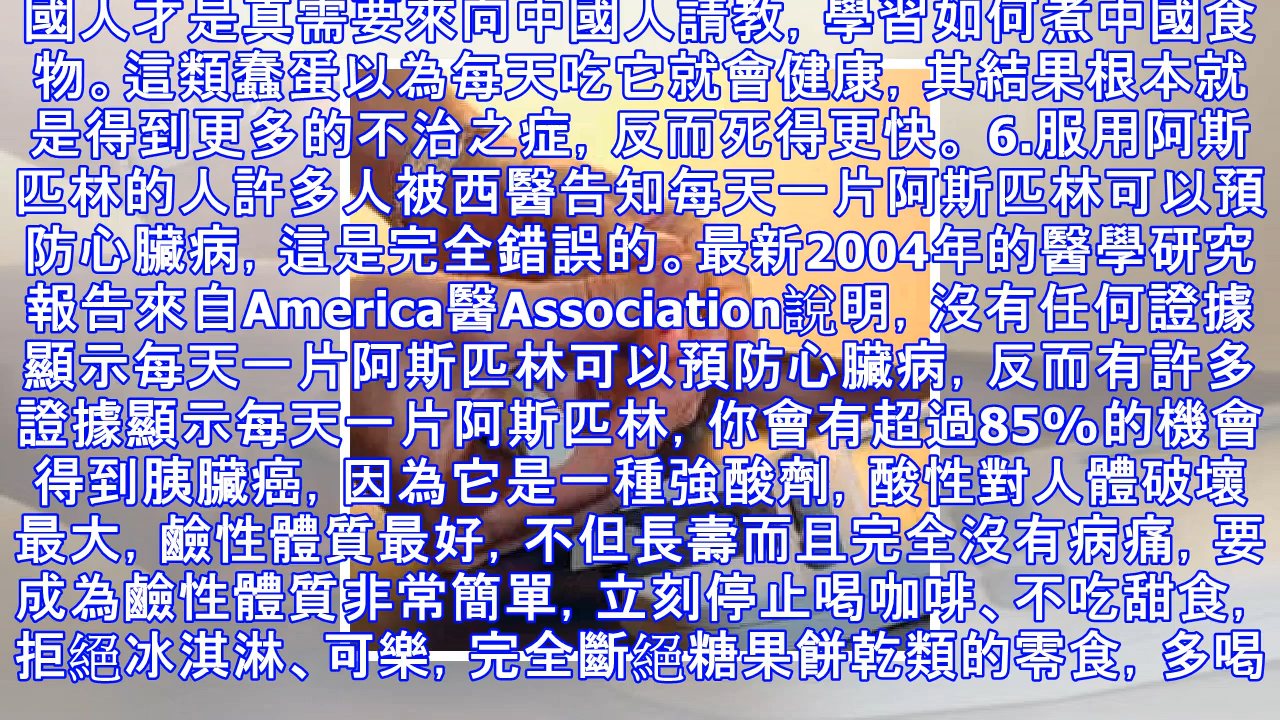 國人才是真需要來向中國人請教, 學習如何煮中國食
物。這類蠢蛋以為每天吃它就會健康, 其結果根本就
是得到更多的不治之症, 反而死得更快。 6.服用阿斯
匹林的人許多人被西醫告知每天一片阿斯匹林可以預
防心臟病, 這是完全錯誤的。最新2004年的醫學研究
報告來自America醫Association說明, 沒有任何證據
顯示每天一片阿斯匹林可以預防心臟病, 反而有許多
證據顯示每天一片阿斯匹林, 你會有超過85%的機會
得到胰臟癌, 因為它是一種強酸劑, 酸性對人體破壞
最大, 鹼性體質最好, 不但長壽而且完全沒有病痛, 要
成為鹼性體質非常簡單, 立刻停止喝咖啡、不吃甜食,
拒絕冰淇淋、可樂, 完全斷絕糖果餅乾類的零食, 多喝